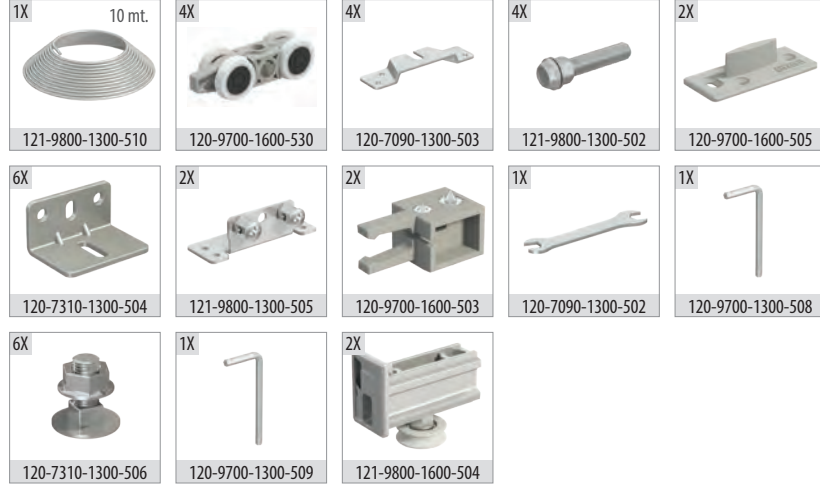 1X 10 mt.
121-9800-1300-510
4X
120-9700-1600-530
4X
120-7090-1300-503
4X
121-9800-1300-502
2X
120-9700-1600-505
6X
120-7310-1300-504
2X
121-9800-1300-505
2X
120-9700-1600-503
1X
120-7090-1300-502
1X
120-9700-1300-508
6X
120-7310-1300-506
1X
120-9700-1300-509
2X
121-9800-1600-504